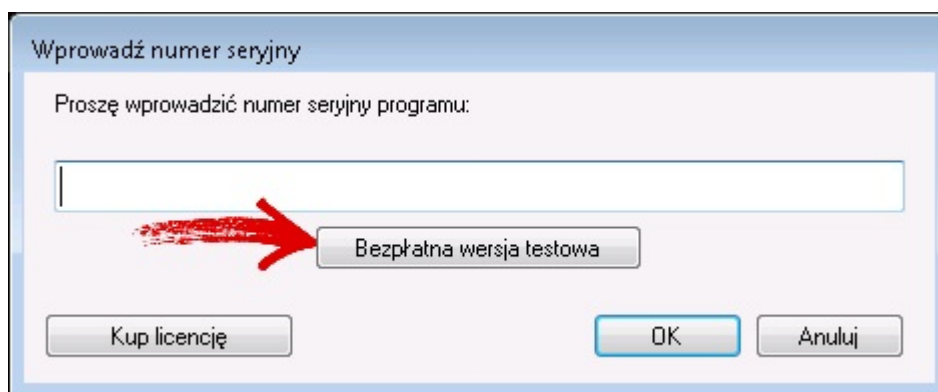 Wprowadź numer seryjny
Proszę wprowadzić numer seryjny programu:
Bezpłatna wersja testowa
Kup licencję
OK
Anuluj